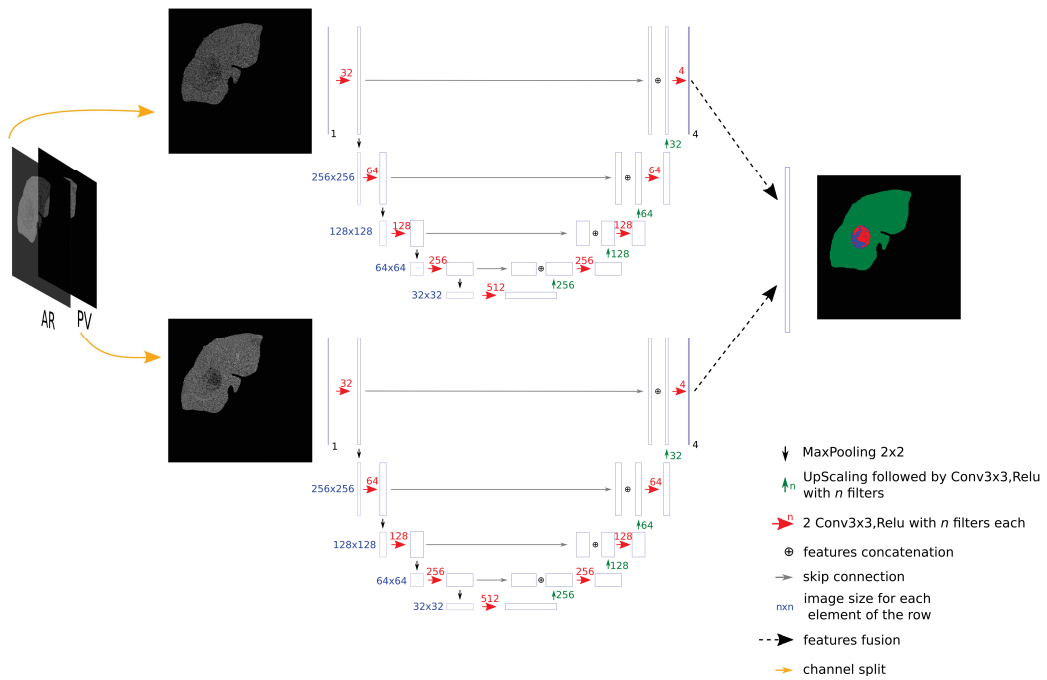 32
4
1
4
32
256x256
64
64
64
128x128
128
128
128
64x64
256
256
256
32x32
512
AR
PV
32
4
1
4
32
256x256
64
64
64
128x128
128
128
128
64x64
256
256
256
32x32
512
MaxPooling 2x2
n
UpScaling followed by Conv3x3,Relu
with n filters
n
2 Conv3x3,Relu with n filters each
features concatenation
skip connection
nxn
image size for each
element of the row
features fusion
channel split